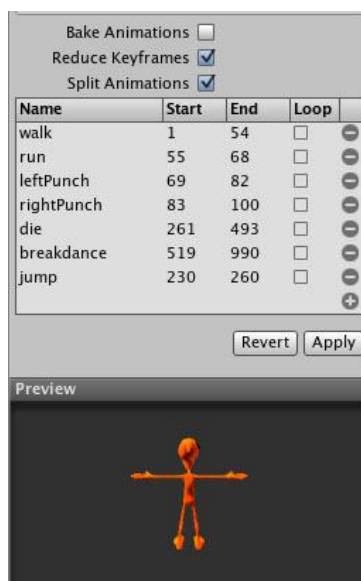 Bake Animations
Reduce Keyframes
Split Animations
Name Start End Loop
walk 1 54
run 55 68
leftPunch 69 82
rightPunch 83 100
die 261 493
breakdance 519 990
jump 230 260
Revert Apply
Preview